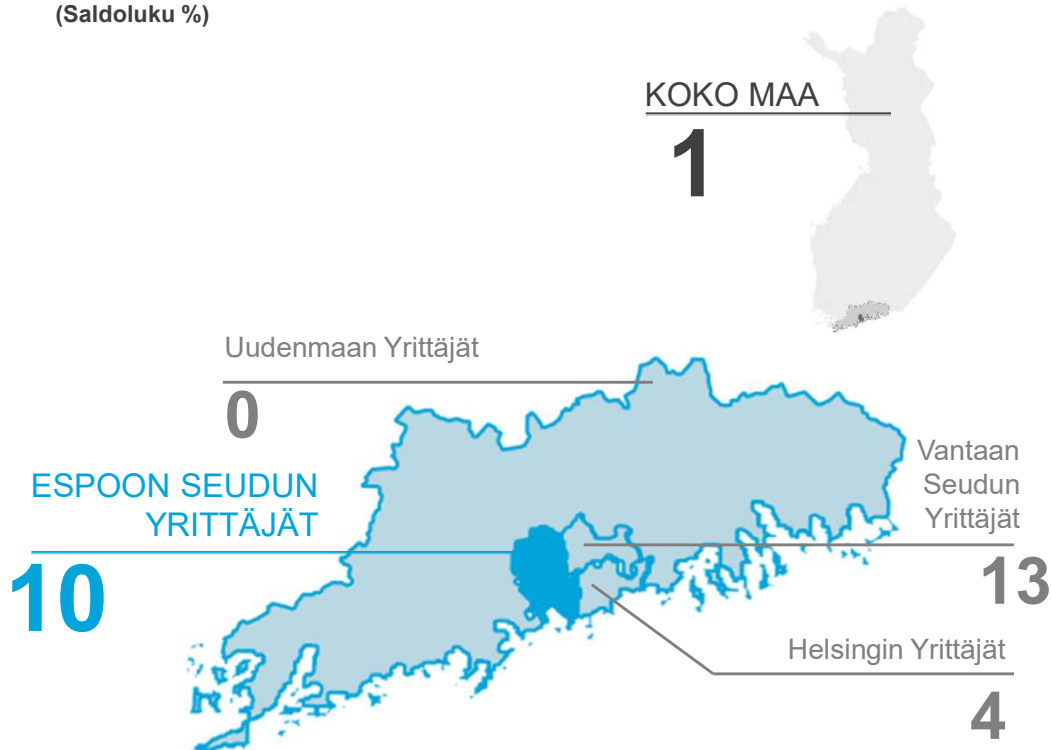 (Saldoluku %)
KOKO MAA
1
Uudenmaan Yrittäjät
0
ESPOON SEUDUN
YRITTÄJÄT
10
Vantaan
Seudun
Yrittäjät
13
Helsingin Yrittäjät
4